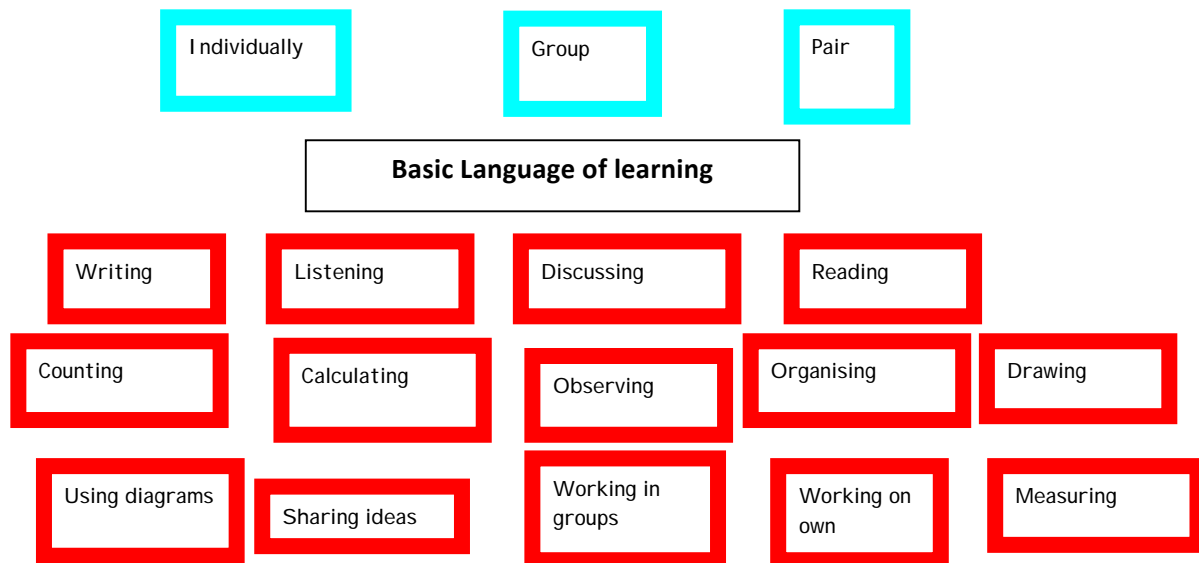 Individually
Group
Pair
Basic Language of learning
Writing
Listening
Discussing
Reading
Counting
Calculating
Observing
Organising
Drawing
Using diagrams
Sharing ideas
Working in
groups
Working on
own
Measuring